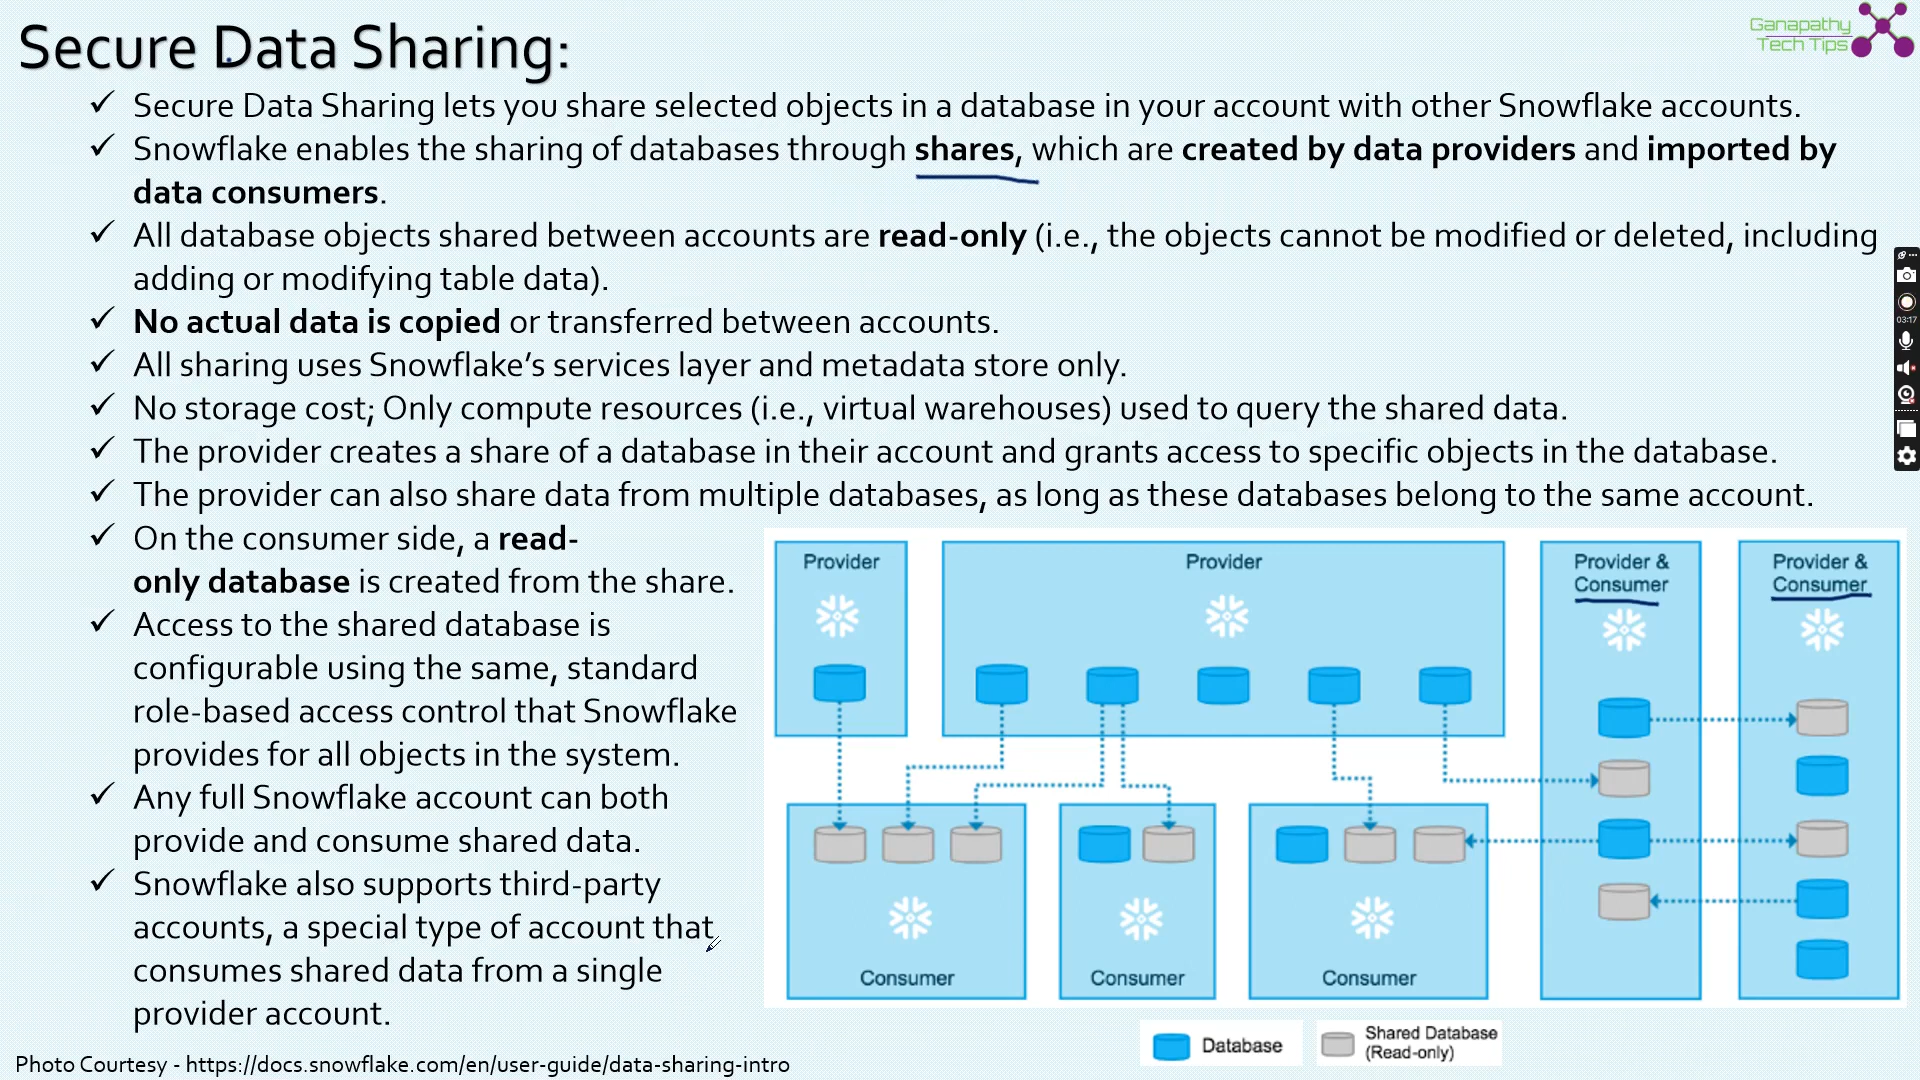 Secure Data Sharing:
Ganapathy
Tech Tips
✓ Secure Data Sharing lets you share selected objects in a database in your account with other Snowflake accounts.
✓ Snowflake enables the sharing of databases through shares, which are created by data providers and imported by
data consumers.
✓ All database objects shared between accounts are read-only (i.e., the objects cannot be modified or deleted, including
adding or modifying table data).
✓ No actual data is copied or transferred between accounts.
✓ All sharing uses Snowflake’s services layer and metadata store only.
✓ No storage cost; Only compute resources (i.e., virtual warehouses) used to query the shared data.
✓ The provider creates a share of a database in their account and grants access to specific objects in the database.
✓ The provider can also share data from multiple databases, as long as these databases belong to the same account.
✓ On the consumer side, a read-
only database is created from the share.
✓ Access to the shared database is
configurable using the same, standard
role-based access control that Snowflake
provides for all objects in the system.
✓ Any full Snowflake account can both
provide and consume shared data.
✓ Snowflake also supports third-party
accounts, a special type of account that
consumes shared data from a single
provider account.
Provider
Provider
Provider &
Consumer
Provider &
Consumer
Consumer
Consumer
Consumer
Database
Shared Database
(Read-only)
Photo Courtesy - https://docs.snowflake.com/en/user-guide/data-sharing-intro
03:17